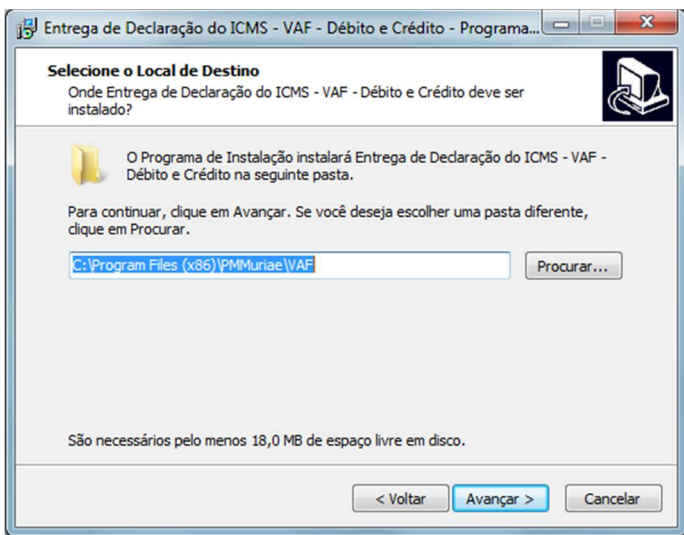 Entrega de Declaração do ICMS - VAF - Débito e Crédito - Programa...
Selecione o Local de Destino
Onde Entrega de Declaração do ICMS - VAF - Débito e Crédito deve ser
instalado?
O Programa de Instalação instalará Entrega de Declaração do ICMS - VAF -
Débito e Crédito na seguinte pasta.
Para continuar, clique em Avançar. Se você deseja escolher uma pasta diferente,
clique em Procurar.
C:\Program Files (x86)\PMMuriae\VAF
Procurar...
São necessários pelo menos 18,0 MB de espaço livre em disco.
< Voltar
Avançar >
Cancelar